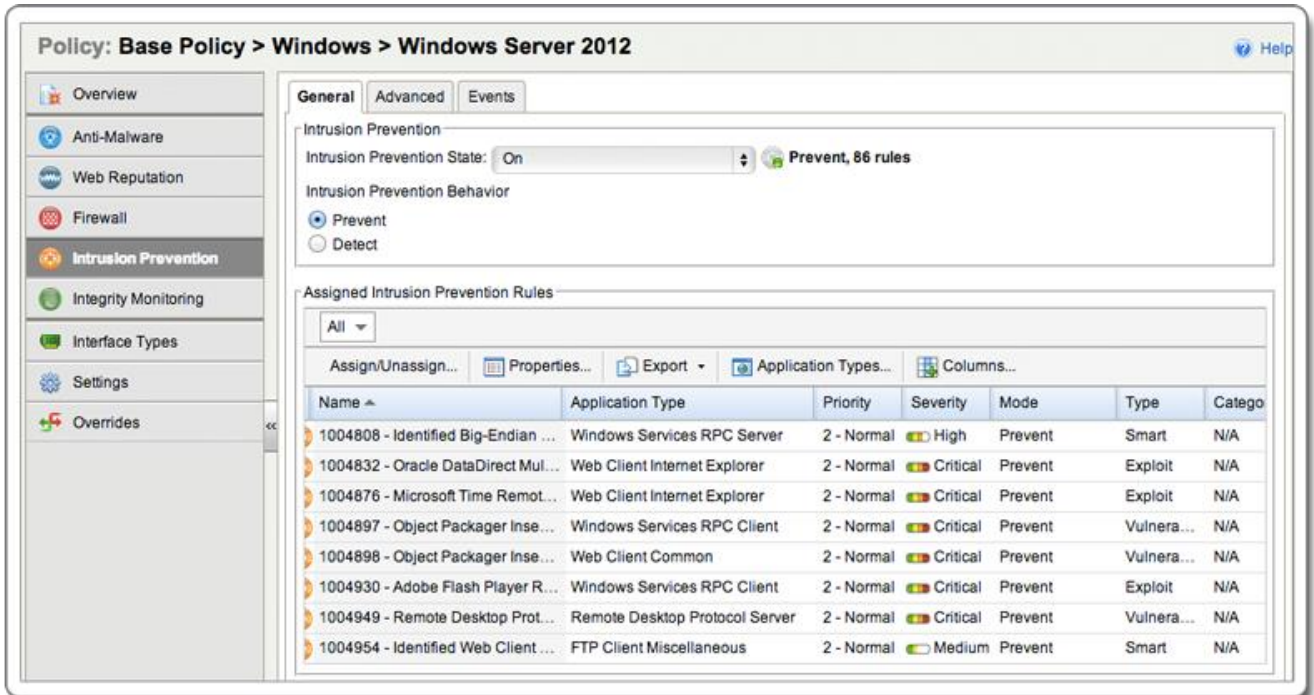 Policy: Base Policy > Windows > Windows Server 2012
Help
Overview
Anti-Malware
Web Reputation
Firewall
Intrusion Prevention
Integrity Monitoring
Interface Types
Settings
Overrides
General Advanced Events
Intrusion Prevention
Intrusion Prevention State: On Prevent, 86 rules
Intrusion Prevention Behavior
Prevent
Detect
Assigned Intrusion Prevention Rules
All
Assign/Unassign... Properties... Export Application Types... Columns...
Name Application Type Priority Severity Mode Type Catego
1004808 - Identified Big-Endian ... Windows Services RPC Server 2 - Normal High Prevent Smart N/A
1004832 - Oracle DataDirect Mul... Web Client Internet Explorer 2 - Normal Critical Prevent Exploit N/A
1004876 - Microsoft Time Remot... Web Client Internet Explorer 2 - Normal Critical Prevent Exploit N/A
1004897 - Object Packager Inse... Windows Services RPC Client 2 - Normal Critical Prevent Vulnera... N/A
1004898 - Object Packager Inse... Web Client Common 2 - Normal Critical Prevent Vulnera... N/A
1004930 - Adobe Flash Player R... Windows Services RPC Client 2 - Normal Critical Prevent Exploit N/A
1004949 - Remote Desktop Prot... Remote Desktop Protocol Server 2 - Normal Critical Prevent Vulnera... N/A
1004954 - Identified Web Client ... FTP Client Miscellaneous 2 - Normal Medium Prevent Smart N/A